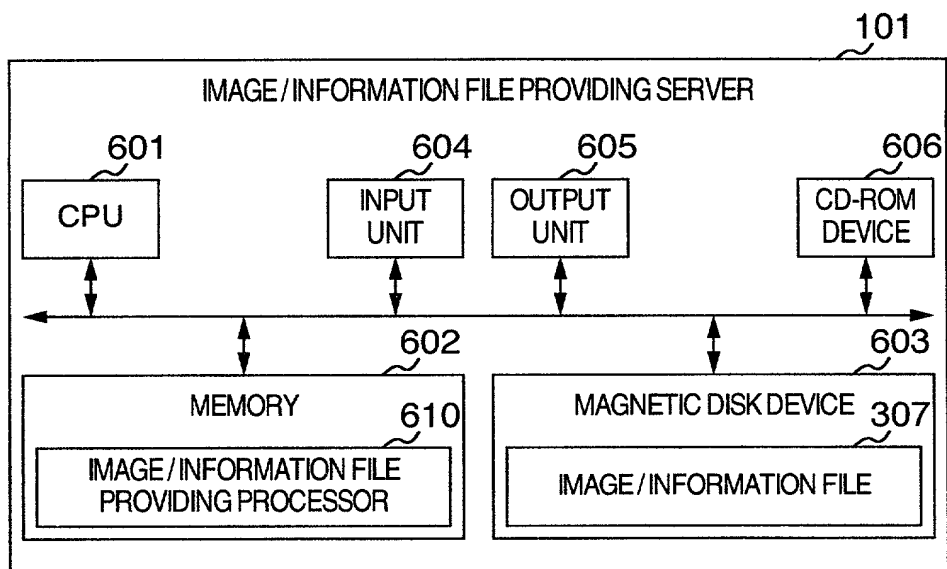 101
IMAGE/INFORMATION FILE PROVIDING SERVER
601
604
605
606
CPU
INPUT
UNIT
OUTPUT
UNIT
CD-ROM
DEVICE
602
603
MEMORY
MAGNETIC DISK DEVICE
610
307
IMAGE/INFORMATION FILE
PROVIDING PROCESSOR
IMAGE/INFORMATION FILE